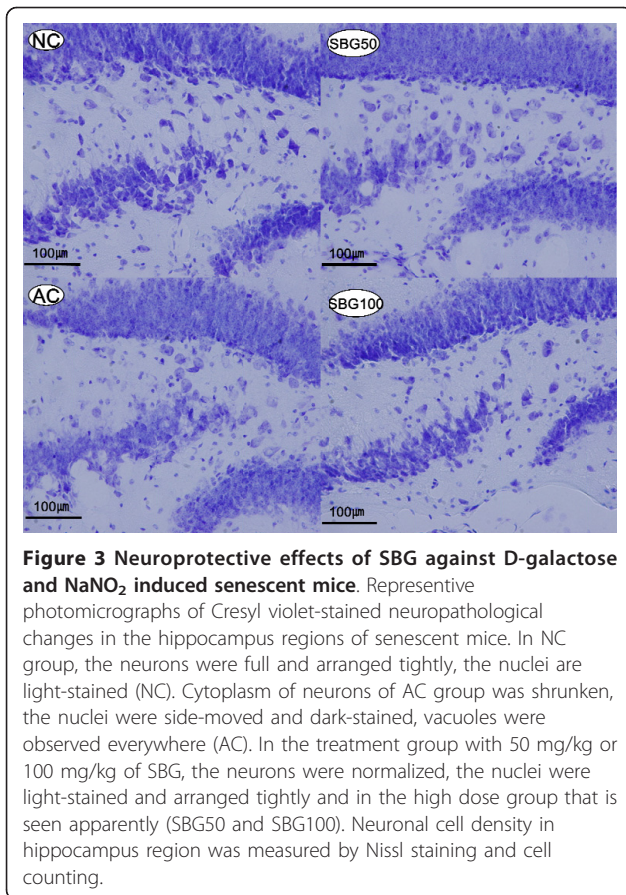 NC
SBG50
100μm
100μm
AC
SBG100
100μm
100μm
Figure 3 Neuroprotective effects of SBG against D-galactose
and NaNO₂ induced senescent mice. Representive
photomicrographs of Cresyl violet-stained neuropathological
changes in the hippocampus regions of senescent mice. In NC
group, the neurons were full and arranged tightly, the nuclei are
light-stained (NC). Cytoplasm of neurons of AC group was shrunken,
the nuclei were side-moved and dark-stained, vacuoles were
observed everywhere (AC). In the treatment group with 50 mg/kg or
100 mg/kg of SBG, the neurons were normalized, the nuclei were
light-stained and arranged tightly and in the high dose group that is
seen apparently (SBG50 and SBG100). Neuronal cell density in
hippocampus region was measured by Nissl staining and cell
counting.